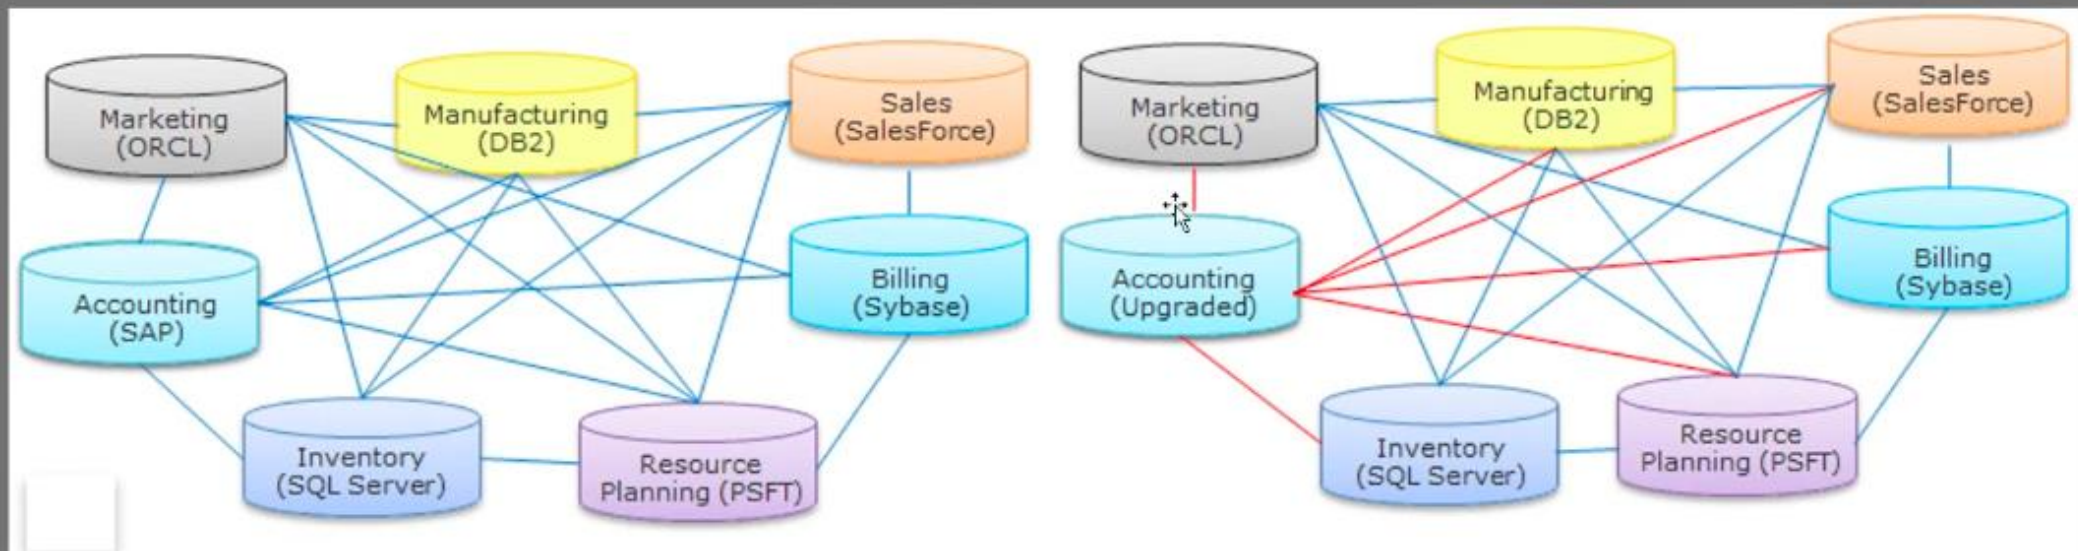 Marketing
(ORCL)
Manufacturing
(DB2)
Sales
(SalesForce)
Accounting
(SAP)
Billing
(Sybase)
Inventory
(SQL Server)
Resource
Planning (PSFT)
Marketing
(ORCL)
Manufacturing
(DB2)
Sales
(SalesForce)
Accounting
(Upgraded)
Billing
(Sybase)
Inventory
(SQL Server)
Resource
Planning (PSFT)